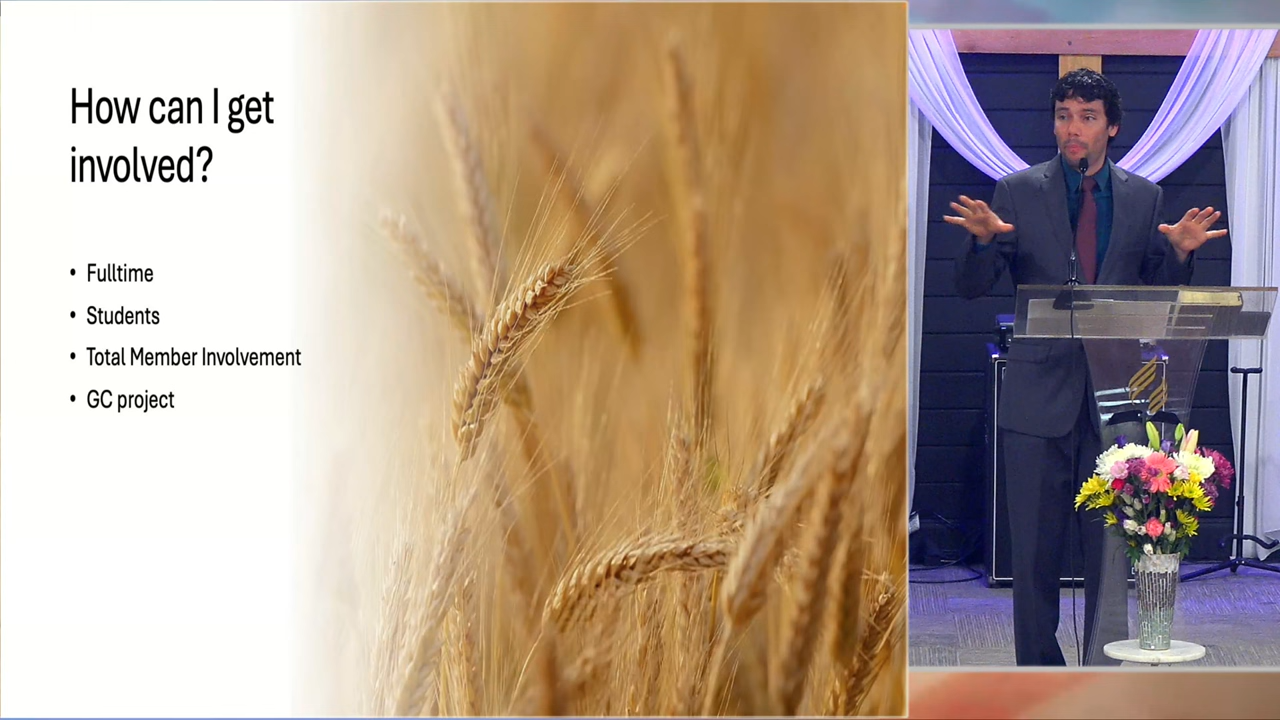 How can I get
involved?
• Fulltime
• Students
• Total Member Involvement
• GC project